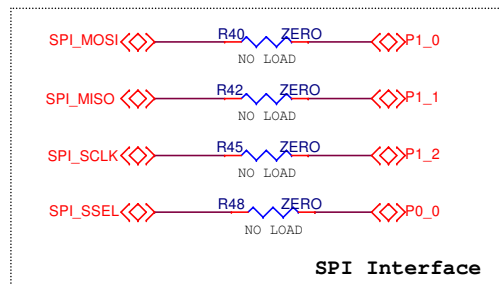 SPI_MOSI R40 ZERO P1_0
NO LOAD
SPI_MISO R42 ZERO P1_1
NO LOAD
SPI_SCLK R45 ZERO P1_2
NO LOAD
SPI_SSEL R48 ZERO P0_0
NO LOAD
SPI Interface